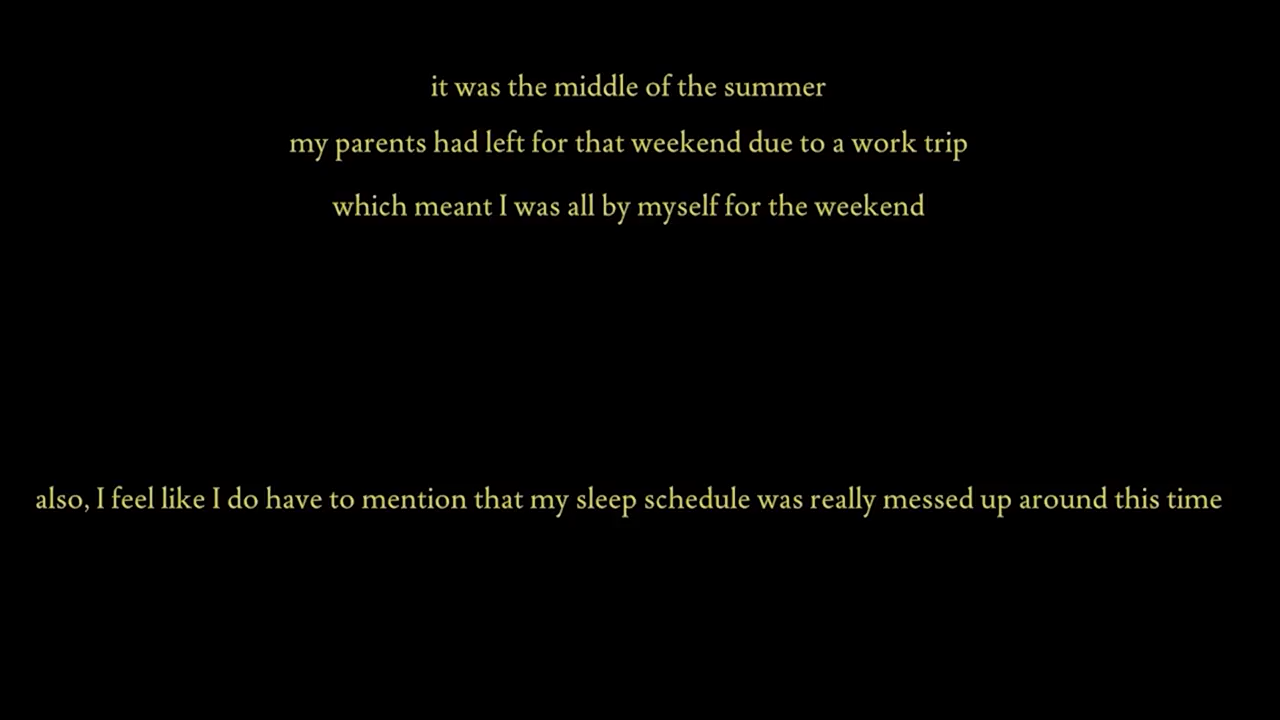 it was the middle of the summer
my parents had left for that weekend due to a work trip
which meant I was all by myself for the weekend
also, I feel like I do have to mention that my sleep schedule was really messed up around this time